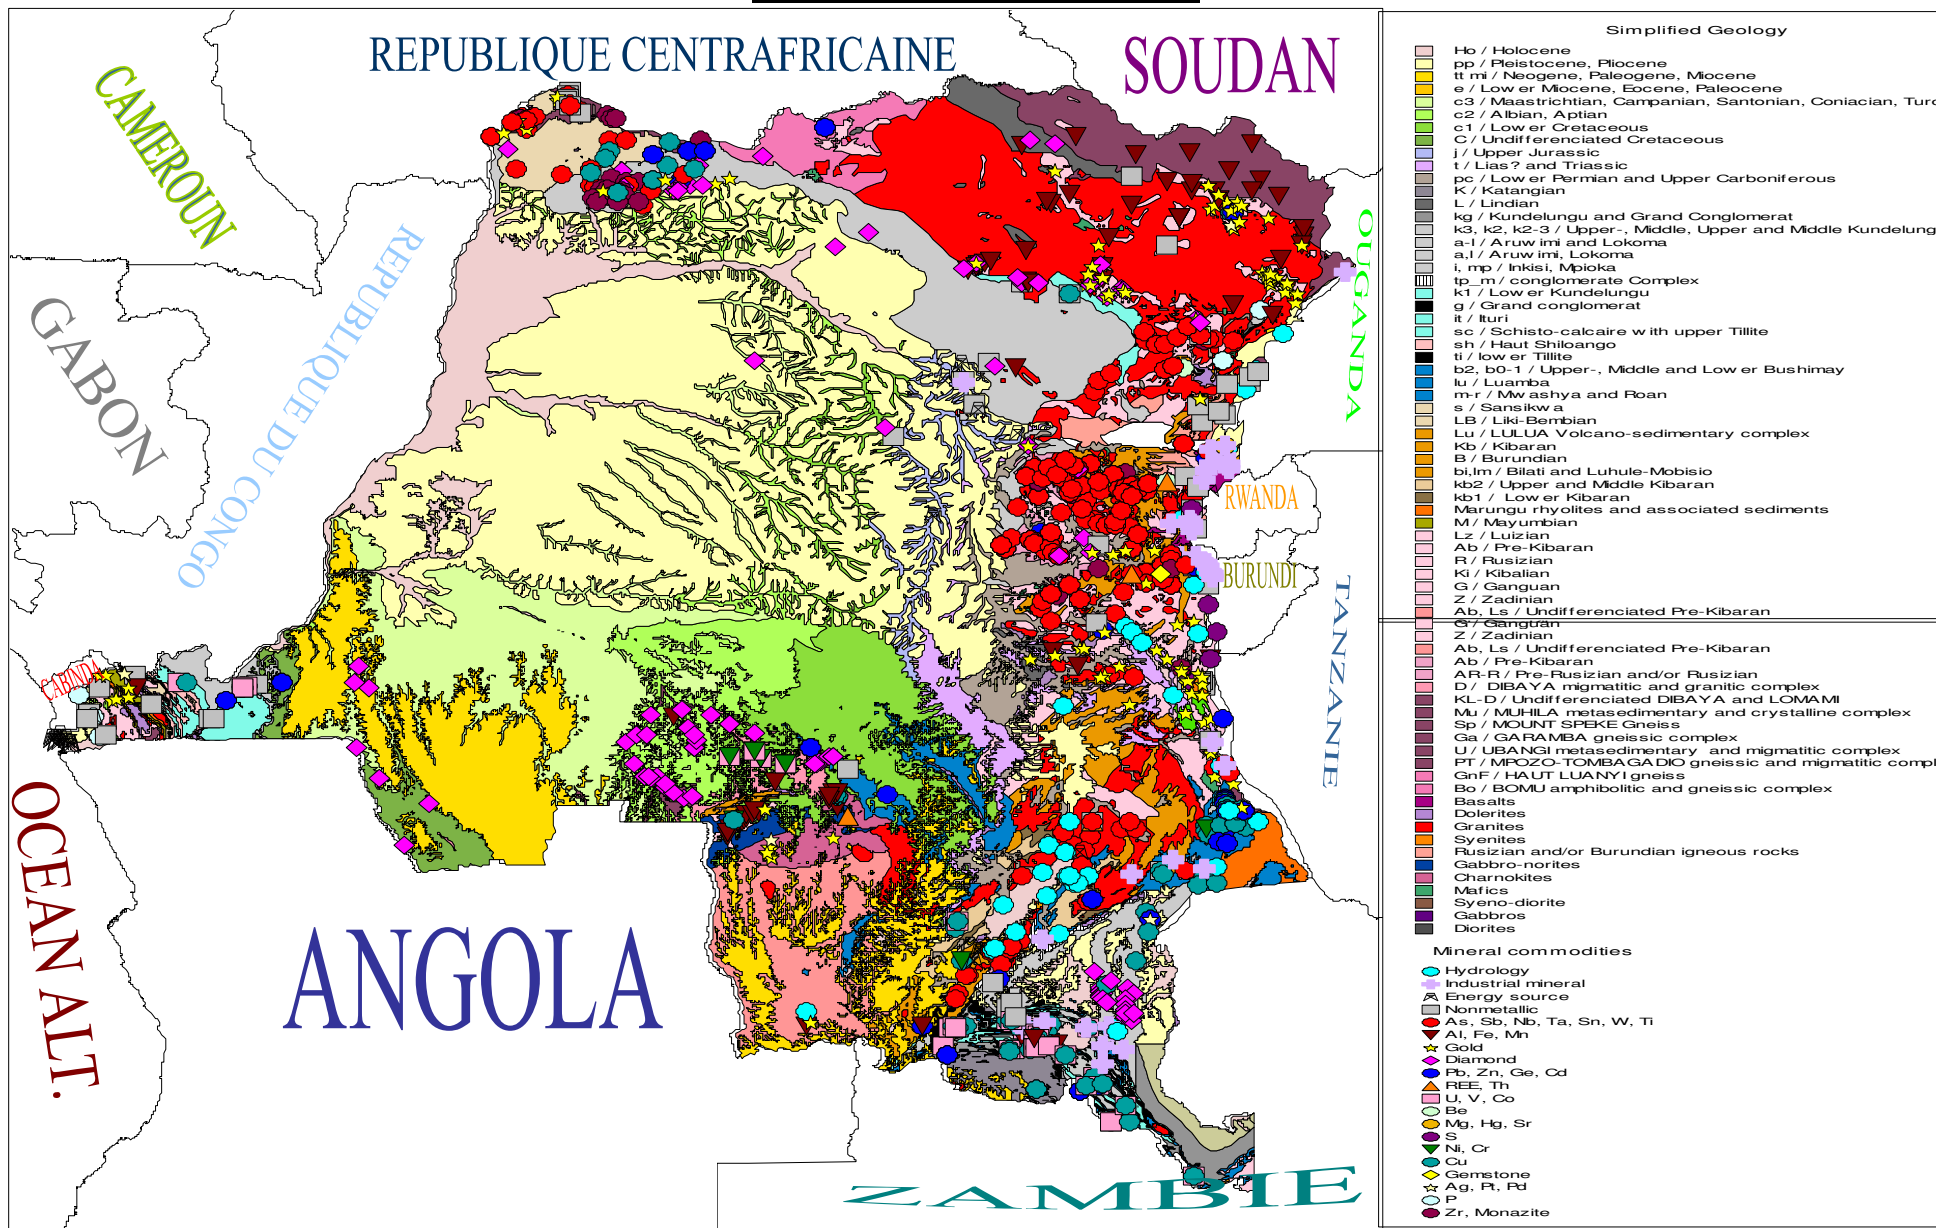 REPUBLIQUE CENTRAFRICAINE
SOUDAN
CAMEROUN
GABON
REPUBLIQUE DU CONGO
OUGANDA
RWANDA
BURUNDI
TANZANIE
CABINDA
OCEAN ALT.
ANGOLA
ZAMBIE
Simplified Geology
Ho / Holocene
pp / Pleistocene, Pliocene
tt mi / Neogene, Paleogene, Miocene
e / Lower Miocene, Eocene, Paleocene
c3 / Maastrichtian, Campanian, Santonian, Coniacian, Turo
c2 / Albian, Aptian
c1 / Lower Cretaceous
C / Undifferenciated Cretaceous
j / Upper Jurassic
t / Lias? and Triassic
pc / Lower Permian and Upper Carboniferous
K / Katangian
L / Lindian
kg / Kundelungu and Grand Conglomerat
k3, k2, k2-3 / Upper-, Middle, Upper and Middle Kundelung
a-l / Aruwimi and Lokoma
a,l / Aruwimi, Lokoma
i, mp / Inkisi, Mpioka
tp_m / conglomerate Complex
k1 / Lower Kundelungu
g / Grand conglomerat
it / Ituri
sc / Schisto-calcaire with upper Tillite
sh / Haut Shiloango
ti / lower Tillite
b2, b0-1 / Upper-, Middle and Lower Bushimay
lu / Luamba
m-r / Mwashya and Roan
s / Sansikwa
LB / Liki-Bembian
Lu / LULUA Volcano-sedimentary complex
Kb / Kibaran
B / Burundian
bi,lm / Bilati and Luhule-Mobisio
kb2 / Upper and Middle Kibaran
kb1 / Lower Kibaran
Marungu rhyolites and associated sediments
M / Mayumbian
Lz / Luizian
Ab / Pre-Kibaran
R / Rusizian
Ki / Kibalian
G / Ganguan
Z / Zadinian
Ab, Ls / Undifferenciated Pre-Kibaran
G / Ganguan
Z / Zadinian
Ab, Ls / Undifferenciated Pre-Kibaran
Ab / Pre-Kibaran
AR-R / Pre-Rusizian and/or Rusizian
D / DIBAYA migmatitic and granitic complex
KL-D / Undifferenciated DIBAYA and LOMAMI
Mu / MUHILA metasedimentary and crystalline complex
Sp / MOUNT SPEKE Gneiss
Ga / GARAMBA gneissic complex
U / UBANGI metasedimentary and migmatitic complex
PT / MPOZO-TOMBAGADIO gneissic and migmatitic compl
GnF / HAUT LUANYI gneiss
Bo / BOMU amphibolitic and gneissic complex
Basalts
Dolerites
Granites
Syenites
Rusizian and/or Burundian igneous rocks
Gabbro-norites
Charnokites
Mafics
Syeno-diorite
Gabbros
Diorites
Mineral commodities
Hydrology
Industrial mineral
Energy source
Nonmetallic
As, Sb, Nb, Ta, Sn, W, Ti
Al, Fe, Mn
Gold
Diamond
Pb, Zn, Ge, Cd
REE, Th
U, V, Co
Be
Mg, Hg, Sr
S
Ni, Cr
Cu
Gemstone
Ag, Pt, Pd
P
Zr, Monazite